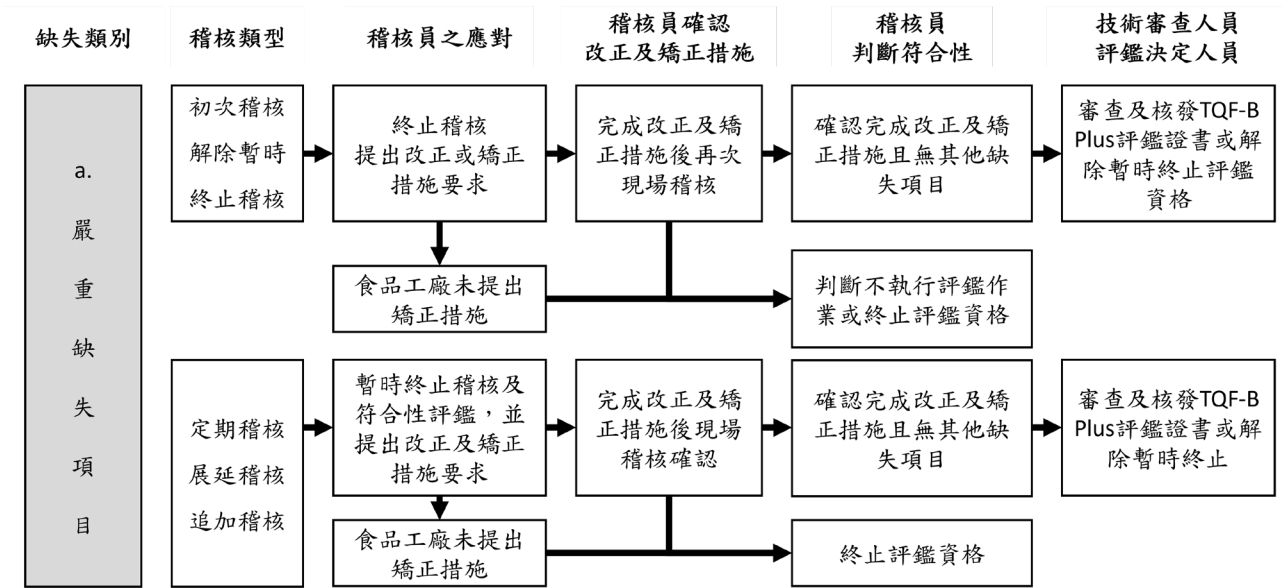 缺失類別
稽核類型
稽核員之應對
稽核員確認
改正及矯正措施
稽核員
判斷符合性
技術審查人員
評鑑決定人員
a.
嚴
重
缺
失
項
目
初次稽核
解除暫時
終止稽核
終止稽核
提出改正或矯正
措施要求
完成改正及矯
正措施後再次
現場稽核
確認完成改正及矯
正措施且無其他缺
失項目
審查及核發TQF-B
Plus評鑑證書或解
除暫時終止評鑑
資格
食品工廠未提出
矯正措施
判斷不執行評鑑作
業或終止評鑑資格
定期稽核
展延稽核
追加稽核
暫時終止稽核及
符合性評鑑，並
提出改正及矯正
措施要求
完成改正及矯
正措施後現場
稽核確認
確認完成改正及矯
正措施且無其他缺
失項目
審查及核發TQF-B
Plus評鑑證書或解
除暫時終止
食品工廠未提出
矯正措施
終止評鑑資格